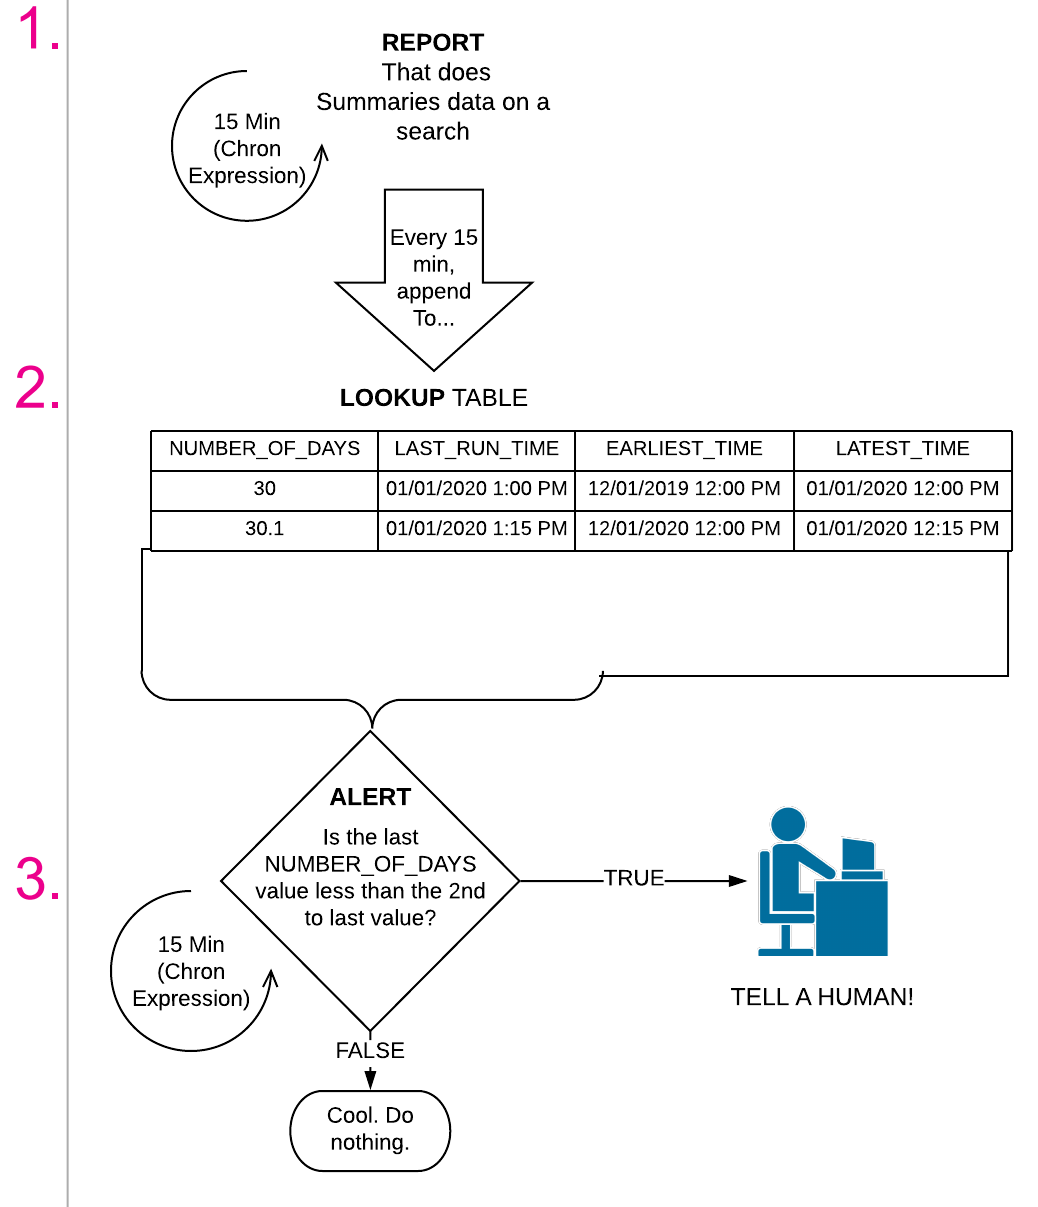 1.
REPORT
That does
Summaries data on a
search
15 Min
(Chron
Expression)
Every 15
min,
append
To...
2.
LOOKUP TABLE
NUMBER_OF_DAYS LAST_RUN_TIME EARLIEST_TIME LATEST_TIME
30 01/01/2020 1:00 PM 12/01/2019 12:00 PM 01/01/2020 12:00 PM
30.1 01/01/2020 1:15 PM 12/01/2020 12:00 PM 01/01/2020 12:15 PM
3.
ALERT
Is the last
NUMBER_OF_DAYS
value less than the 2nd
to last value?
TRUE
TELL A HUMAN!
15 Min
(Chron
Expression)
FALSE
Cool. Do
nothing.